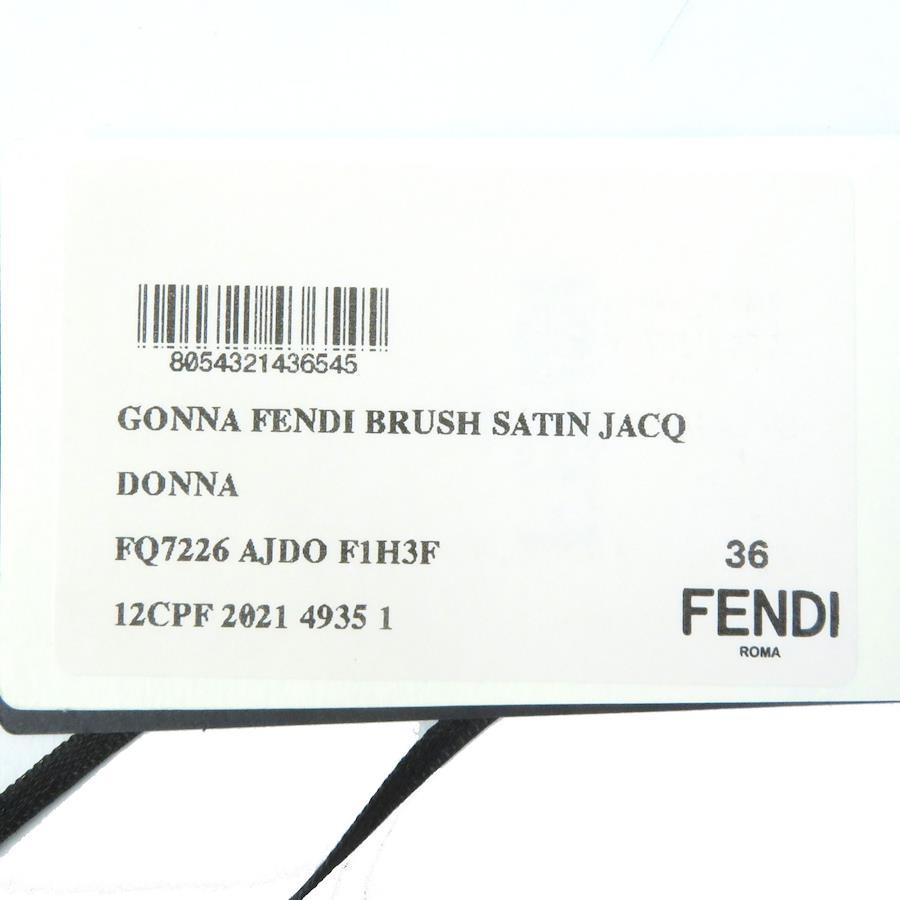 8054321436545
GONNA FENDI BRUSH SATIN JACQ
DONNA
FQ7226 AJDO F1H3F
12CPF 2021 4935 1
36
FENDI
ROMA